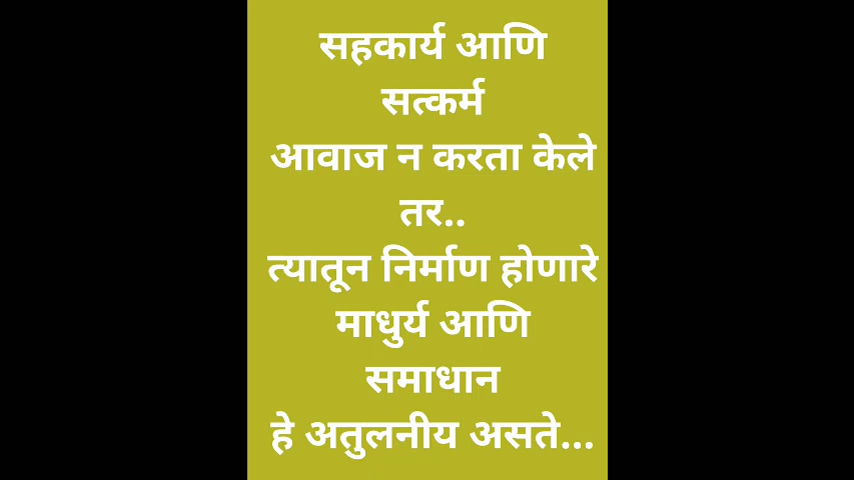 सहकार्य आणि
सत्कर्म
आवाज न करता केले
तर..
त्यातून निर्माण होणारे
माधुर्य आणि
समाधान
हे अतुलनीय असते...